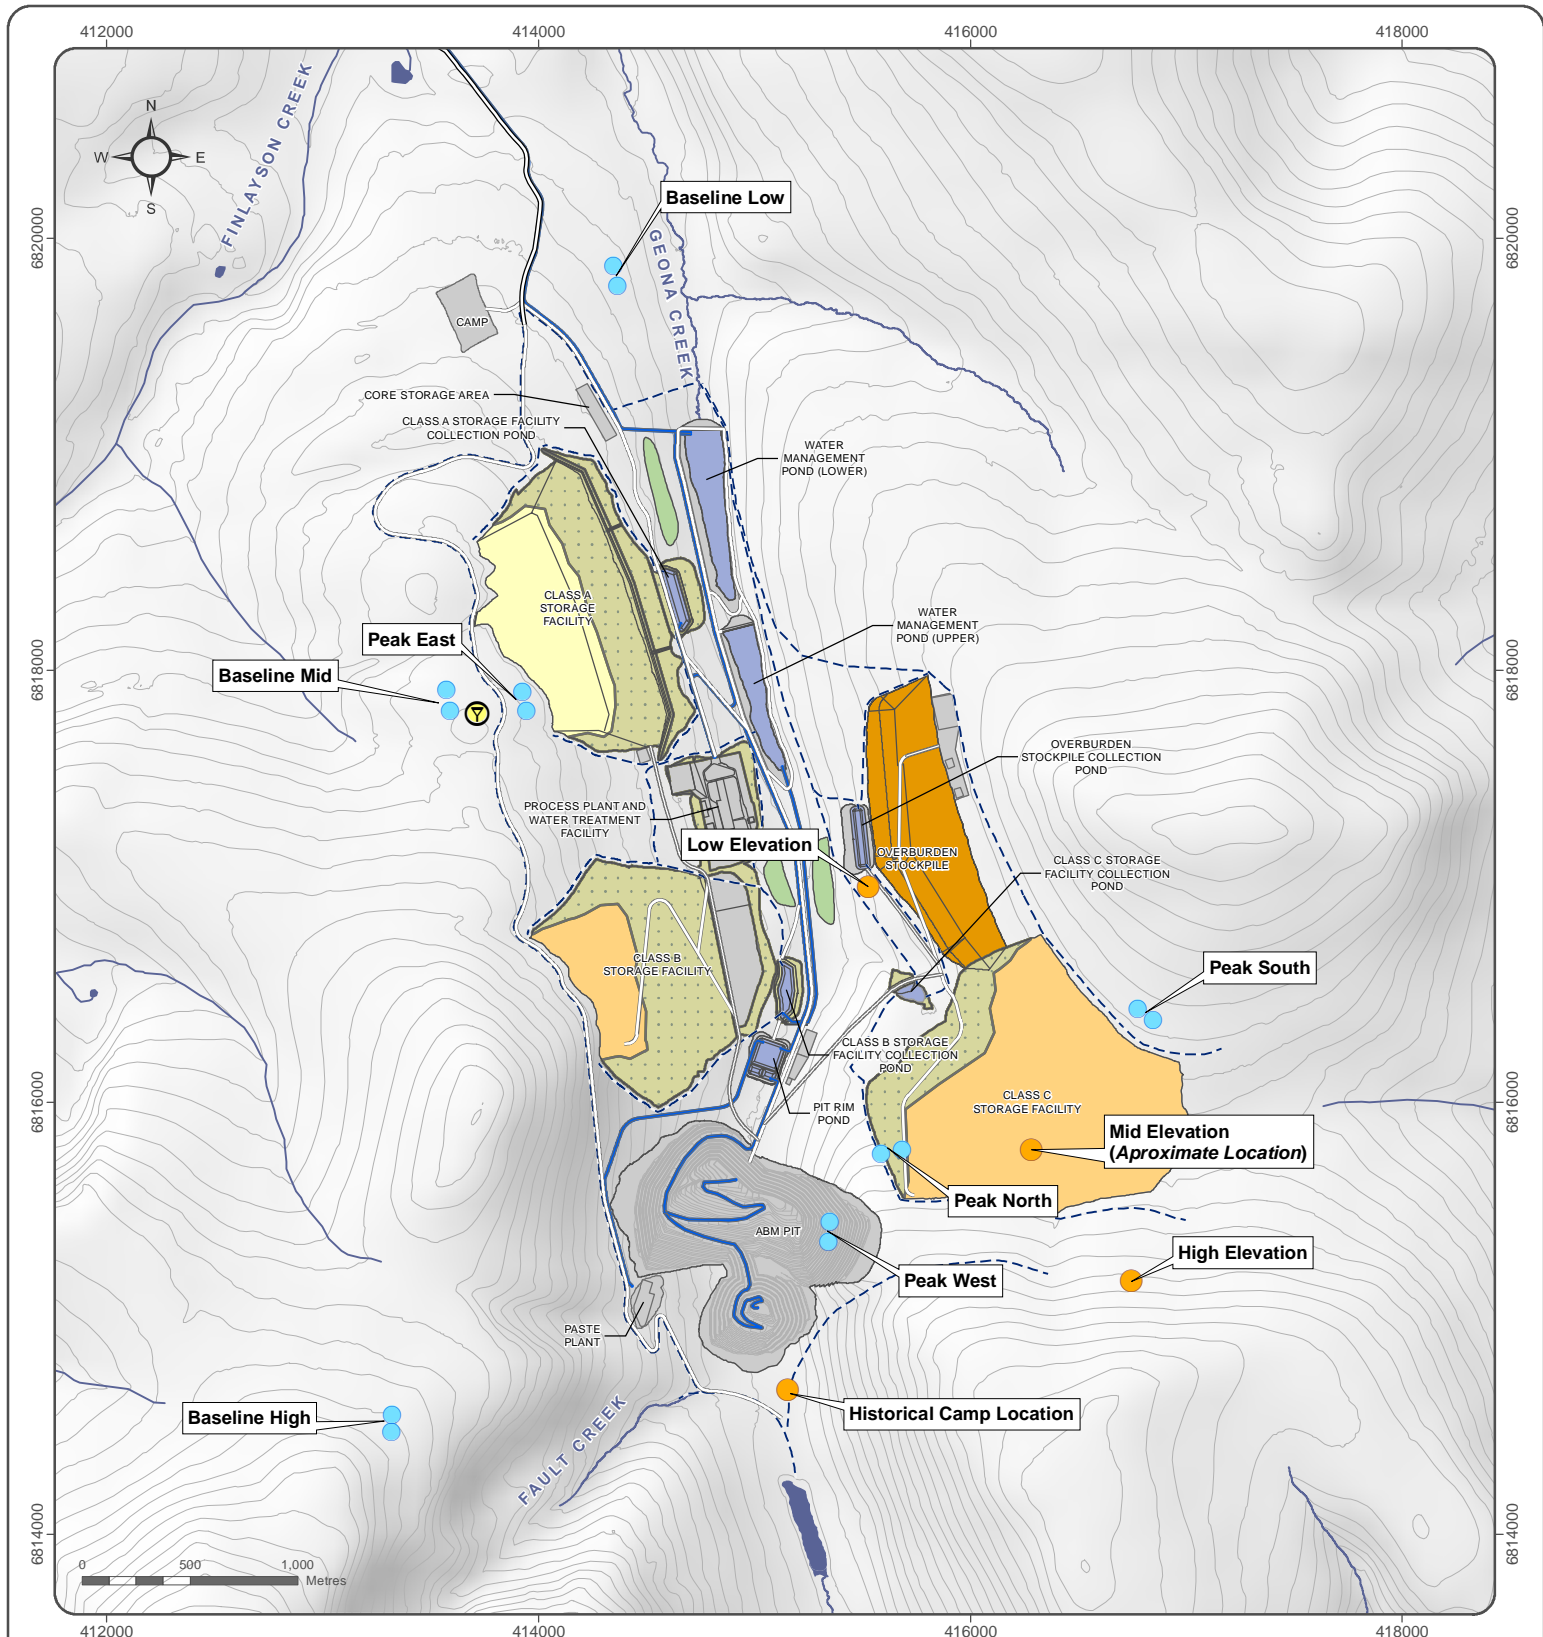 412000
414000
416000
418000
N
W
E
S
FINLAYSON CREEK
Baseline Low
6820000
6820000
GEONA CREEK
CAMP
CORE STORAGE AREA
CLASS A STORAGE FACILITY
COLLECTION POND
WATER
MANAGEMENT
POND (LOWER)
CLASS A
STORAGE
FACILITY
WATER
MANAGEMENT
POND (UPPER)
Peak East
Baseline Mid
6818000
6818000
OVERBURDEN
STOCKPILE COLLECTION
POND
PROCESS PLANT AND
WATER TREATMENT
FACILITY
Low Elevation
OVERBURDEN
STOCKPILE
CLASS C STORAGE
FACILITY COLLECTION
POND
CLASS B
STORAGE FACILITY
Peak South
CLASS B STORAGE
FACILITY COLLECTION
POND
PIT RIM
POND
CLASS C
STORAGE FACILITY
6816000
6816000
Mid Elevation
(Aproximate Location)
Peak North
ABM PIT
High Elevation
Peak West
PASTE
PLANT
Historical Camp Location
Baseline High
FAULT CREEK
6814000
6814000
0
500
1,000
Metres
412000
414000
416000
418000